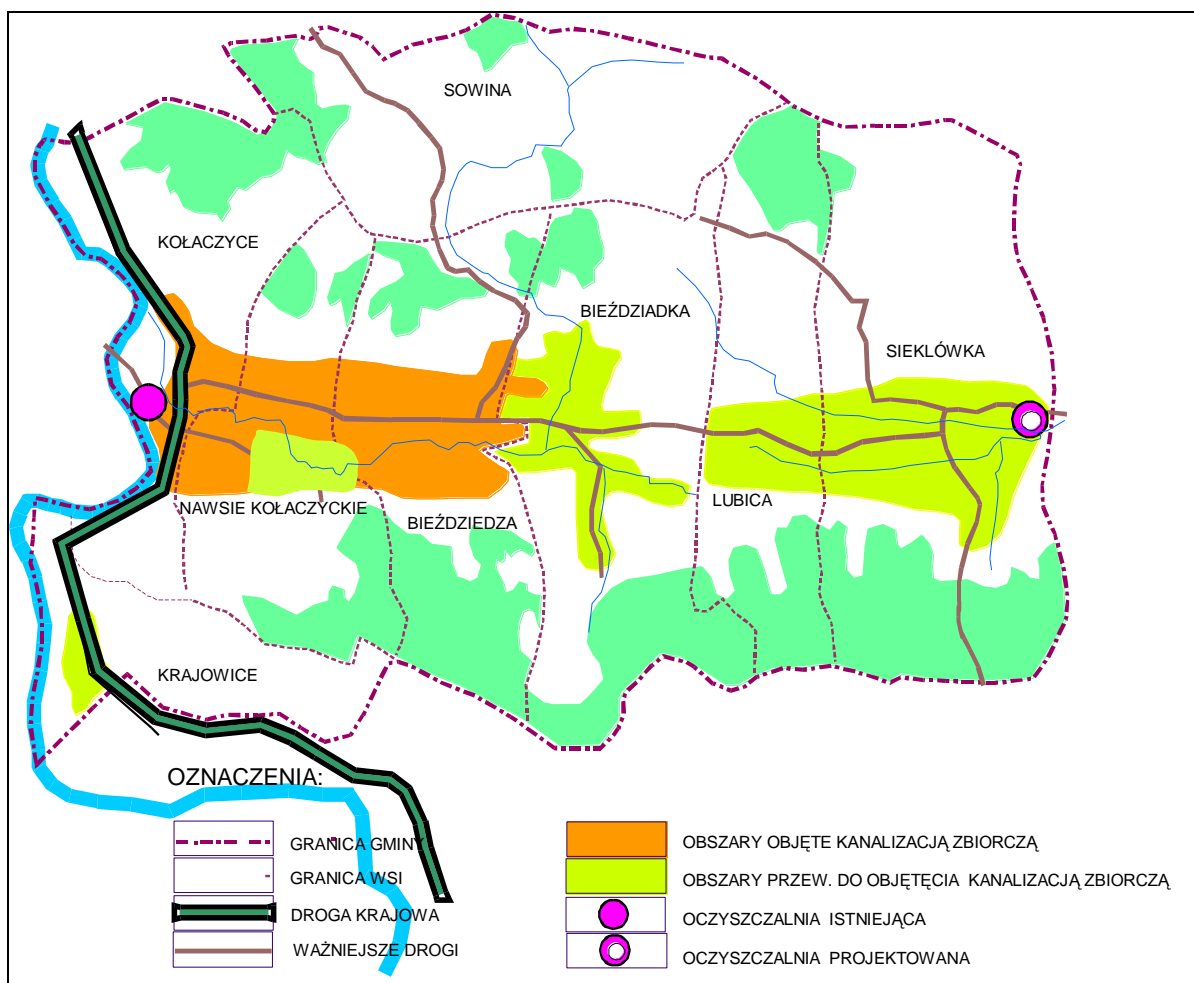 SOWINA
KOŁACZYCE
BIEŹDZIADKA
SIEKLÓWKA
NAWSIE KOŁACZYCKIE
BIEŹDZIEDZA
LUBICA
KRAJOWICE
OZNACZENIA:
GRANICA GMINY
GRANICA WSI
DROGA KRAJOWA
WAŻNIEJSZE DROGI
OBSZARY OBJĘTE KANALIZACJĄ ZBIORCZĄ
OBSZARY PRZEW. DO OBJĘTĘCIA KANALIZACJĄ ZBIORCZĄ
OCZYSZCZALNIA ISTNIEJĄCA
OCZYSZCZALNIA PROJEKTOWANA